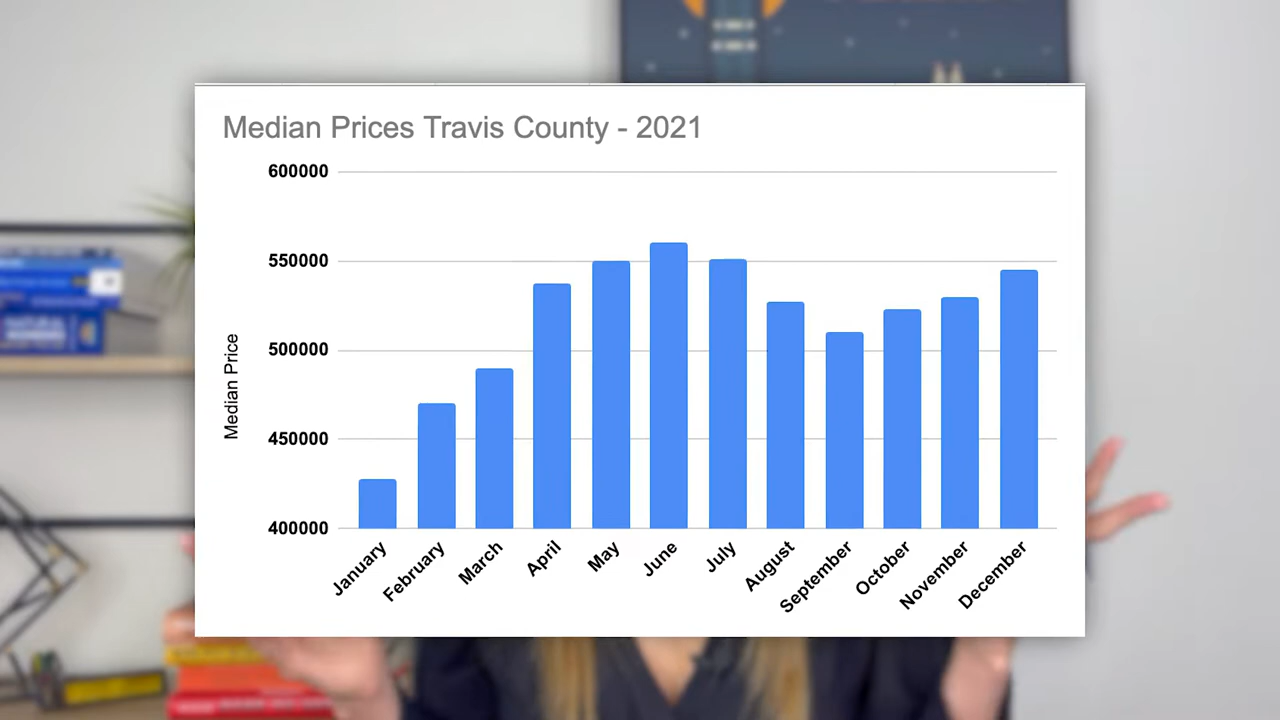 Median Prices Travis County - 2021
600000
550000
500000
450000
400000
Median Price
January
February
March
April
May
June
July
August
September
October
November
December